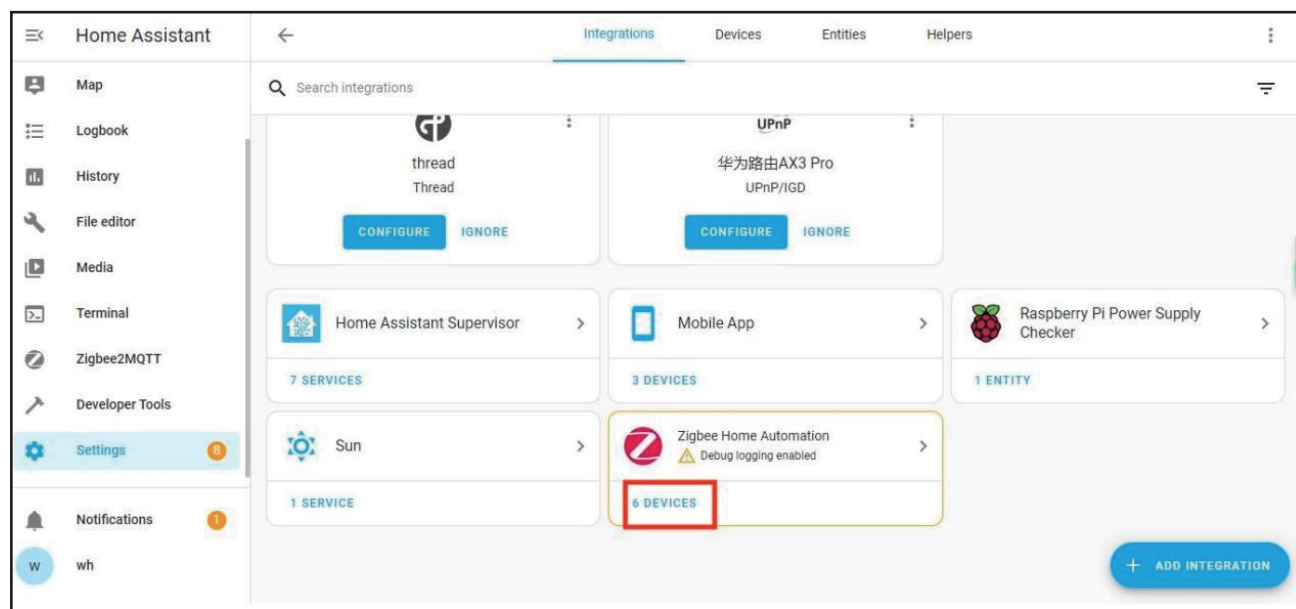 Home Assistant
Integrations
Devices
Entities
Helpers
Map
Logbook
History
File editor
Media
Terminal
Zigbee2MQTT
Developer Tools
Settings
8
Notifications
1
w
wh
Search integrations
thread
Thread
CONFIGURE
IGNORE
UPnP
华为路由AX3 Pro
UPnP/IGD
CONFIGURE
IGNORE
Home Assistant Supervisor
7 SERVICES
Mobile App
3 DEVICES
Raspberry Pi Power Supply
Checker
1 ENTITY
Sun
1 SERVICE
Zigbee Home Automation
Debug logging enabled
6 DEVICES
+ ADD INTEGRATION